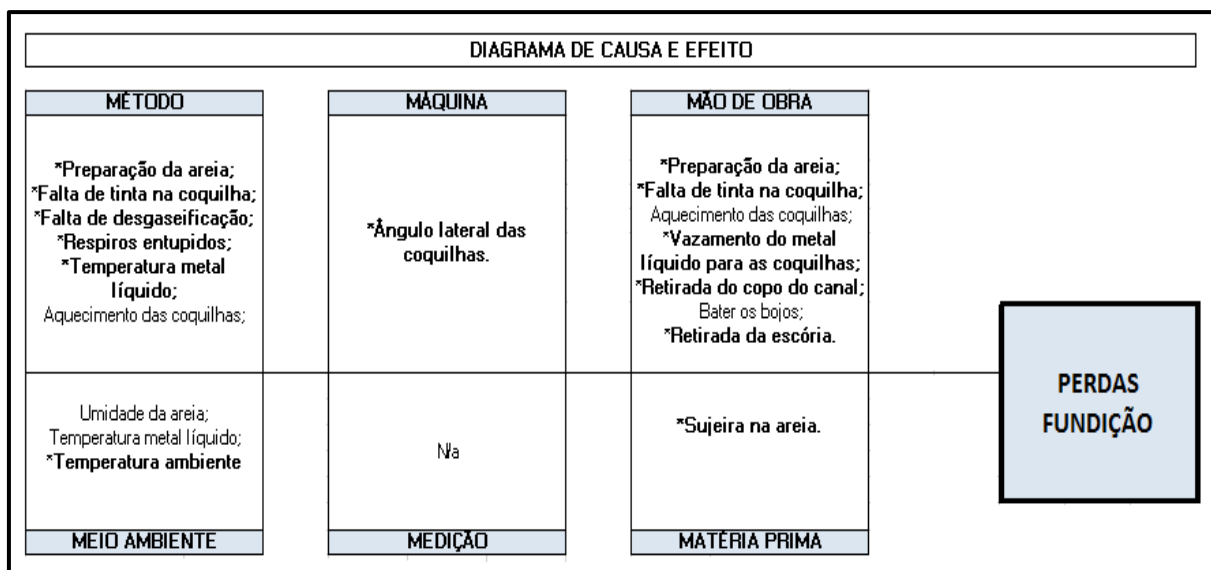 DIAGRAMA DE CAUSA E EFEITO
MÉTODO
*Preparação da areia;
*Falta de tinta na coquilha;
*Falta de desgaseificação;
*Respiros entupidos;
*Temperatura metal
líquido;
Aquecimento das coquilhas;
MÁQUINA
*Ângulo lateral das
coquilhas.
MÃO DE OBRA
*Preparação da areia;
*Falta de tinta na coquilha;
Aquecimento das coquilhas;
*Vazamento do metal
líquido para as coquilhas;
*Retirada do copo do canal;
Bater os bojos;
*Retirada da escória.
Umidade da areia;
Temperatura metal líquido;
*Temperatura ambiente
MEIO AMBIENTE
N/a
MEDIÇÃO
*Sujeira na areia.
MATÉRIA PRIMA
PERDAS
FUNDIÇÃO